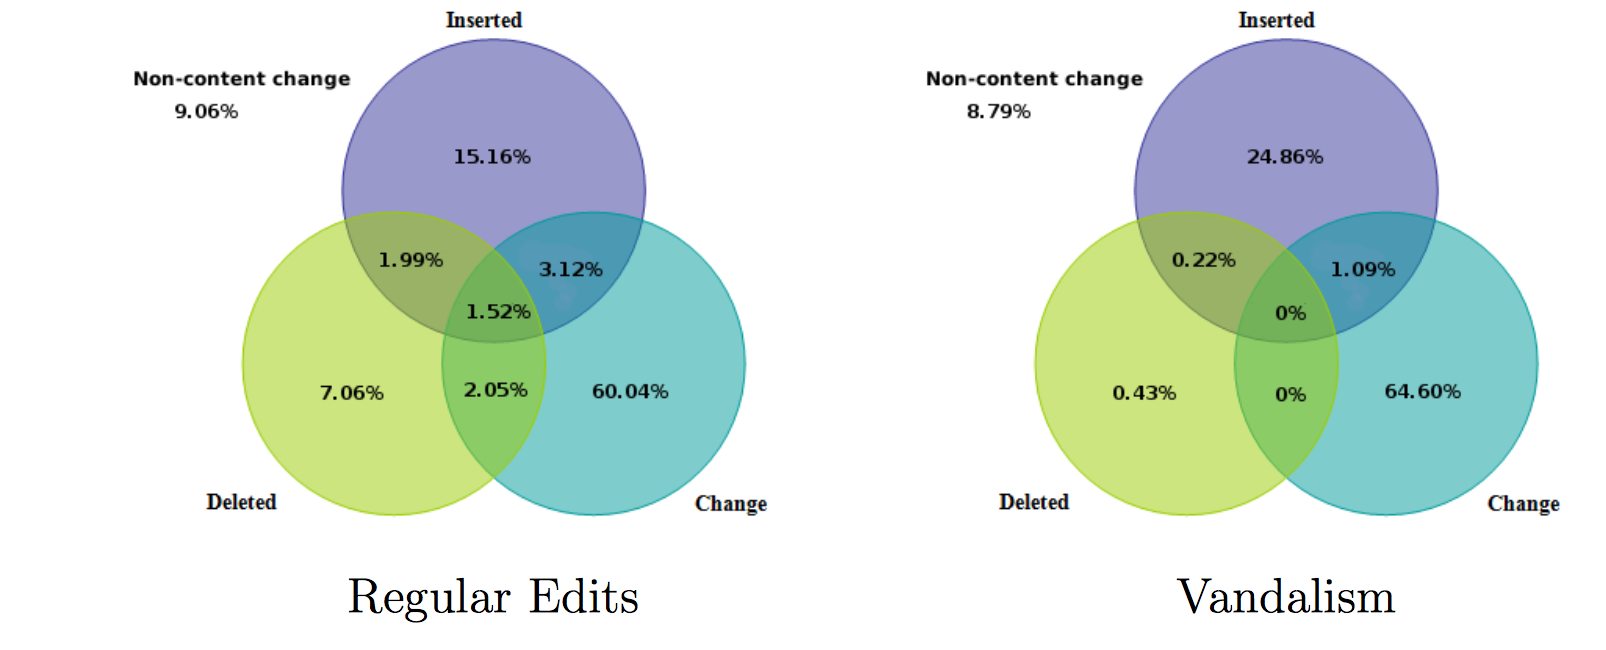 Inserted
Non-content change
9.06%
15.16%
1.99%
3.12%
1.52%
7.06%
2.05%
60.04%
Deleted
Change
Regular Edits
Inserted
Non-content change
8.79%
24.86%
0.22%
1.09%
0%
0.43%
0%
64.60%
Deleted
Change
Vandalism